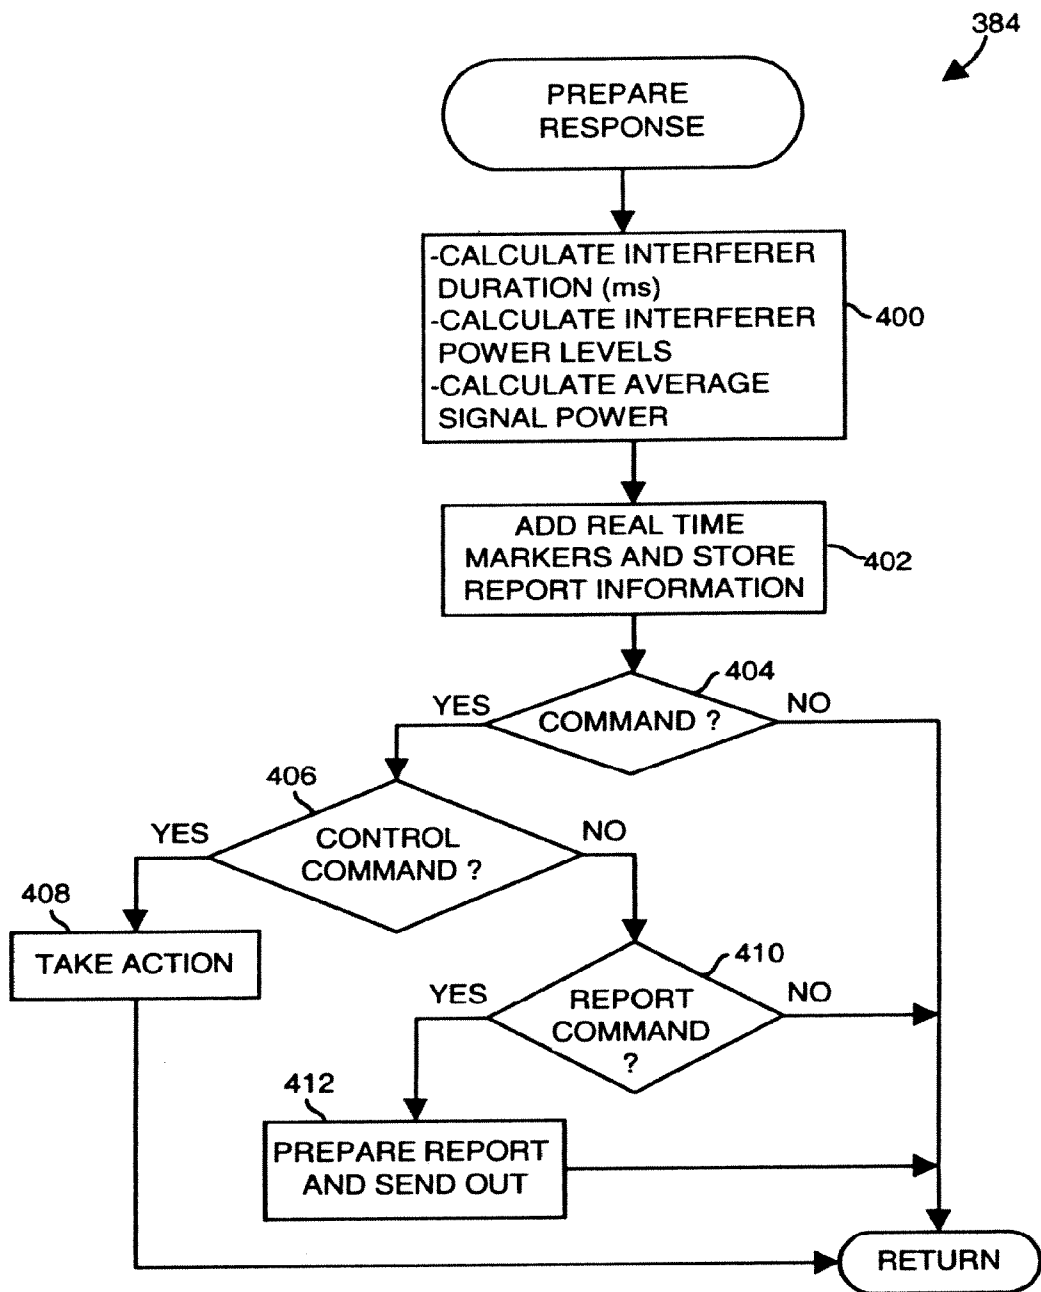 384
PREPARE
RESPONSE
-CALCULATE INTERFERER
DURATION (ms)
-CALCULATE INTERFERER
POWER LEVELS
-CALCULATE AVERAGE
SIGNAL POWER
400
ADD REAL TIME
MARKERS AND STORE
REPORT INFORMATION
402
404
YES
COMMAND ?
NO
406
YES
CONTROL
COMMAND ?
NO
408
TAKE ACTION
410
YES
REPORT
COMMAND
?
NO
412
PREPARE REPORT
AND SEND OUT
RETURN